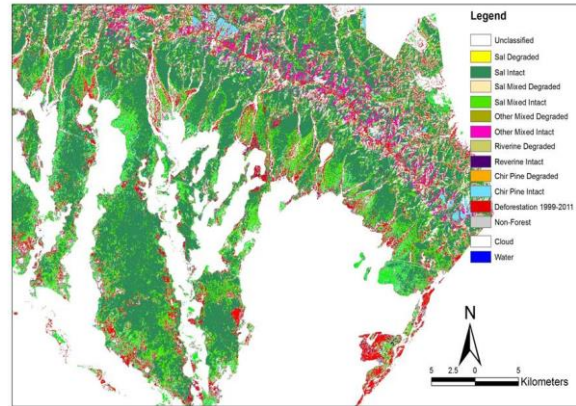 Legend
Unclassified
Sal Degraded
Sal Intact
Sal Mixed Degraded
Sal Mixed Intact
Other Mixed Degraded
Other Mixed Intact
Riverine Degraded
Reverine Intact
Chir Pine Degraded
Chir Pine Intact
Deforestation 1999-2011
Non-Forest
Cloud
Water
N
5 2.5 0 5
Kilometers